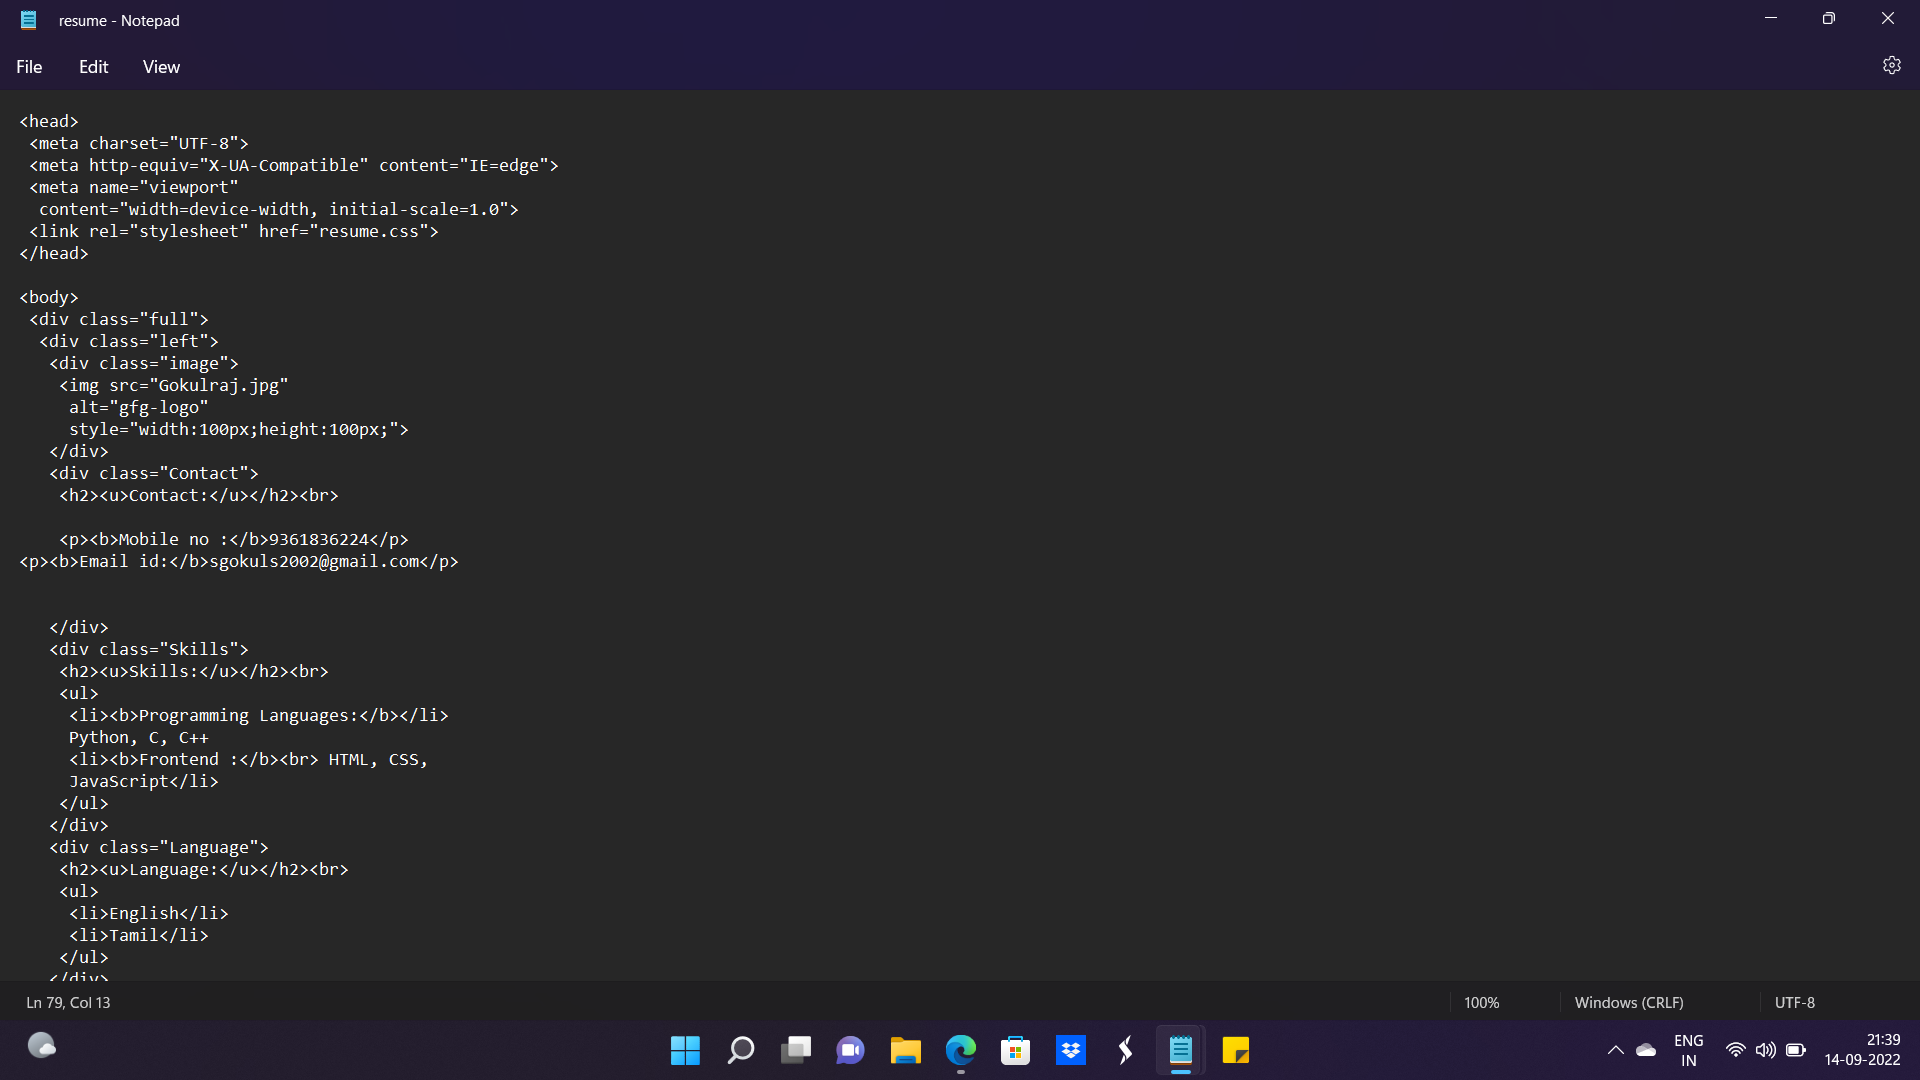 resume - Notepad
File Edit View
<head>
<meta charset="UTF-8">
<meta http-equiv="X-UA-Compatible" content="IE=edge">
<meta name="viewport"
content="width=device-width, initial-scale=1.0">
<link rel="stylesheet" href="resume.css">
</head>
<body>
<div class="full">
<div class="left">
<div class="image">
<img src="Gokulraj.jpg"
alt="gfg-logo"
style="width:100px;height:100px;">
</div>
<div class="Contact">
<h2><u>Contact:</u></h2><br>
<p><b>Mobile no :</b>9361836224</p>
<p><b>Email id:</b>sgokuls2002@gmail.com</p>
</div>
<div class="Skills">
<h2><u>Skills:</u></h2><br>
<ul>
<li><b>Programming Languages:</b></li>
Python, C, C++
<li><b>Frontend :</b><br> HTML, CSS,
JavaScript</li>
</ul>
</div>
<div class="Language">
<h2><u>Language:</u></h2><br>
<ul>
<li>English</li>
<li>Tamil</li>
</ul>
</div>
Ln 79, Col 13 100% Windows (CRLF) UTF-8
ENG 21:39
IN 14-09-2022